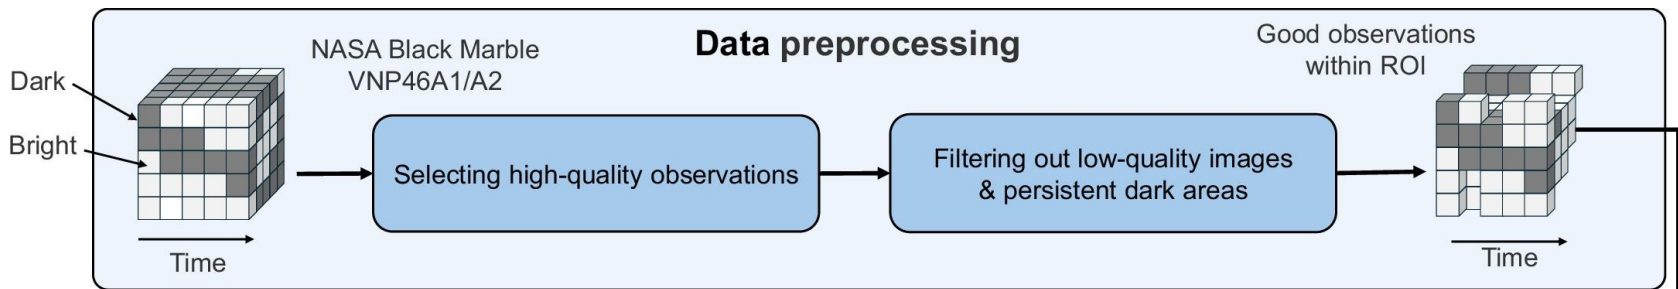 Data preprocessing
NASA Black Marble
VNP46A1/A2
Good observations
within ROI
Dark
Bright
Selecting high-quality observations
Filtering out low-quality images
& persistent dark areas
Time
Time